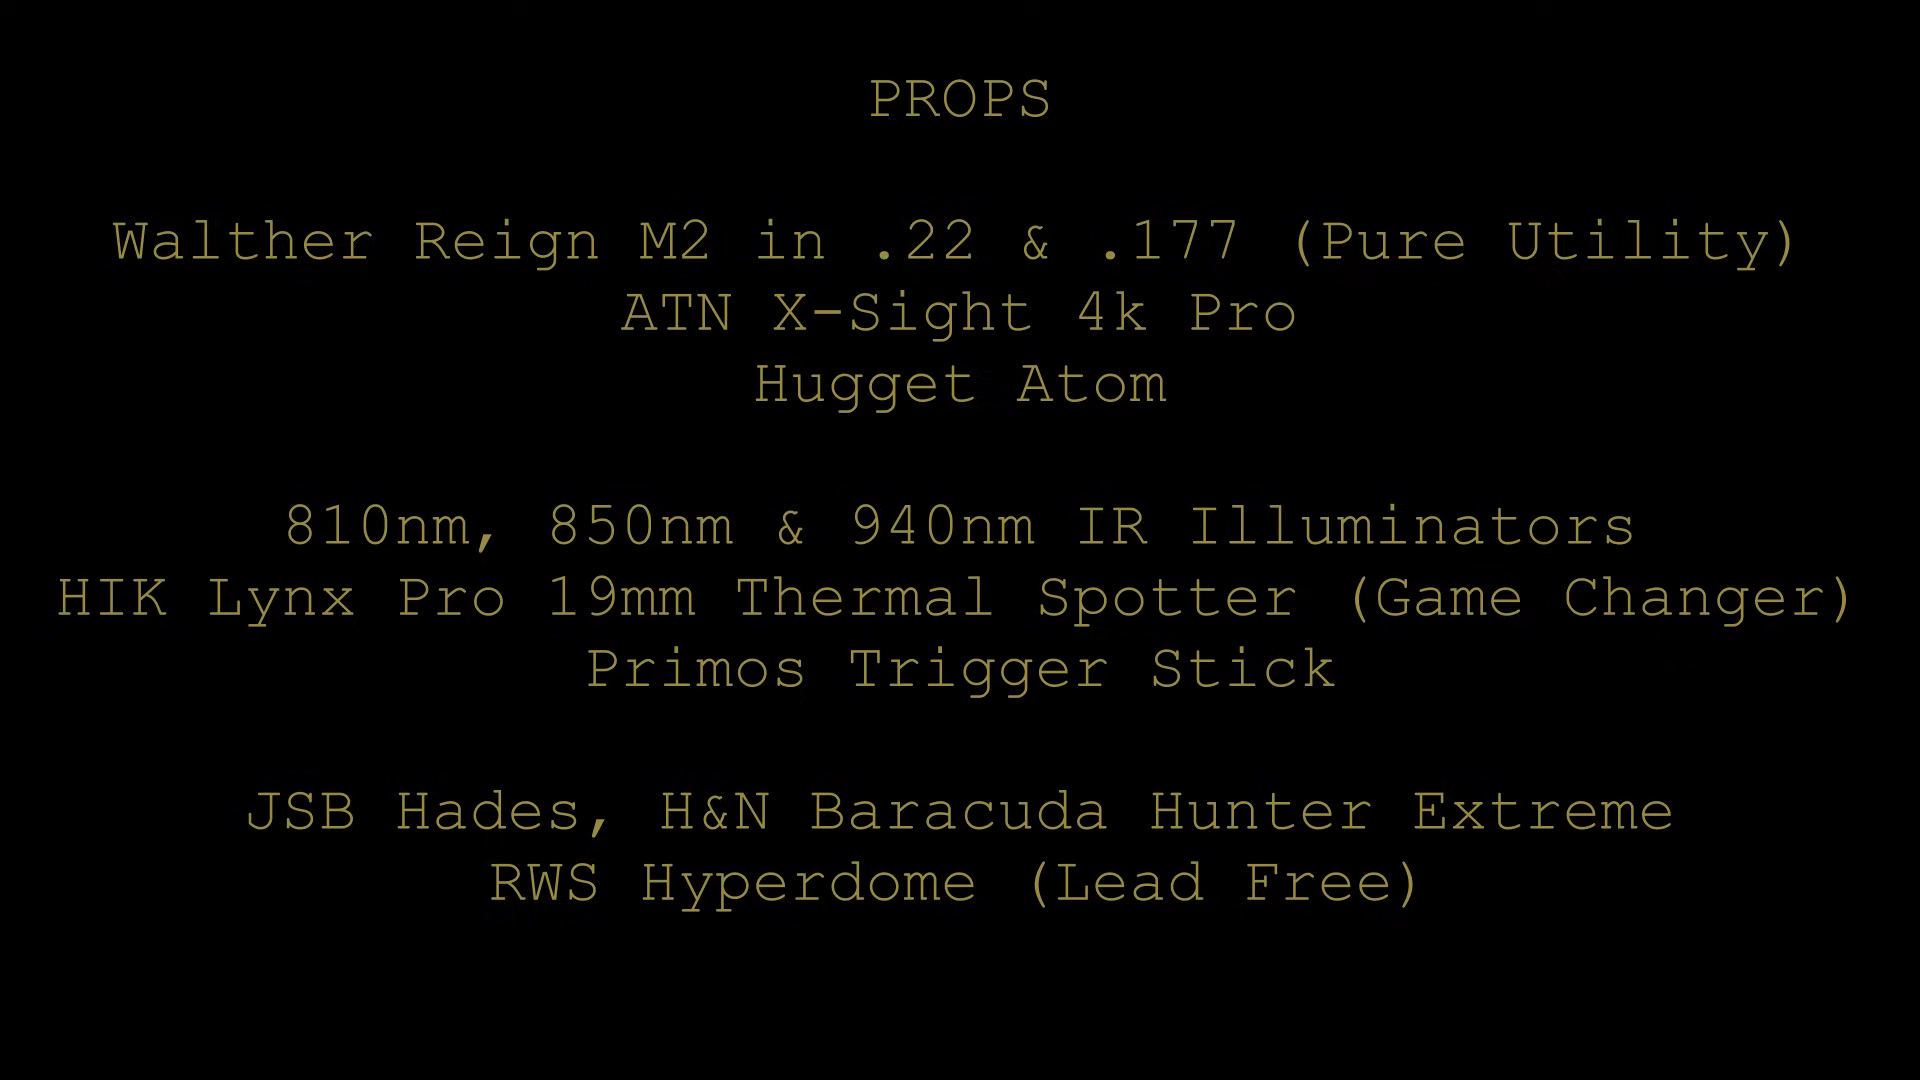 PROPS
Walther Reign M2 in .22 & .177 (Pure Utility)
ATN X-Sight 4k Pro
Hugget Atom
810nm, 850nm & 940nm IR Illuminators
HIK Lynx Pro 19mm Thermal Spotter (Game Changer)
Primos Trigger Stick
JSB Hades, H&N Baracuda Hunter Extreme
RWS Hyperdome (Lead Free)